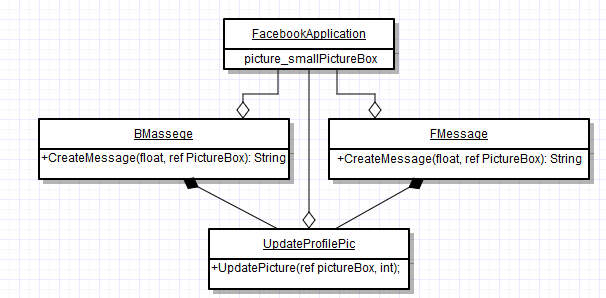 FacebookApplication
picture_smallPictureBox
BMassege
+CreateMessage(float, ref PictureBox): String
FMessage
+CreateMessage(float, ref PictureBox): String
UpdateProfilePic
+UpdatePicture(ref pictureBox, int);